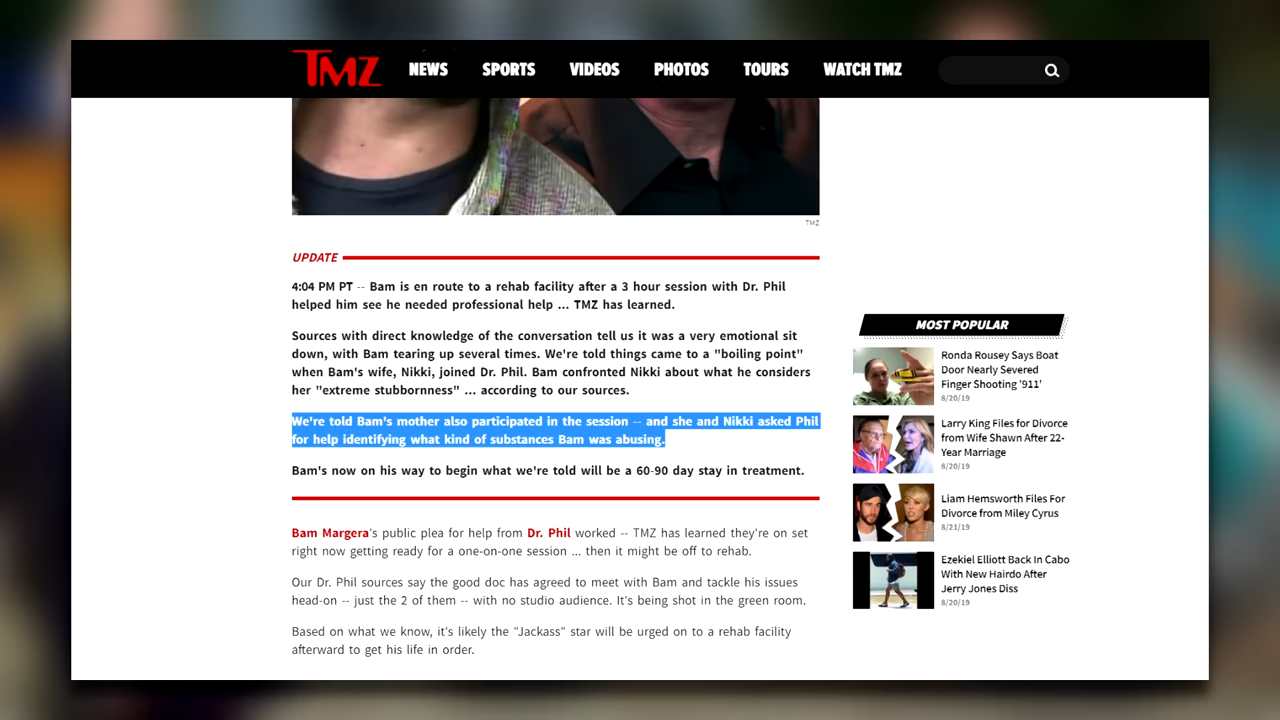 TMZ
NEWS SPORTS VIDEOS PHOTOS TOURS WATCH TMZ
TMZ
UPDATE
4:04 PM PT -- Bam is en route to a rehab facility after a 3 hour session with Dr. Phil
helped him see he needed professional help ... TMZ has learned.
Sources with direct knowledge of the conversation tell us it was a very emotional sit
down, with Bam tearing up several times. We're told things came to a "boiling point"
when Bam's wife, Nikki, joined Dr. Phil. Bam confronted Nikki about what he considers
her "extreme stubbornness" ... according to our sources.
We're told Bam's mother also participated in the session -- and she and Nikki asked Phil
for help identifying what kind of substances Bam was abusing.
Bam's now on his way to begin what we're told will be a 60-90 day stay in treatment.
Bam Margera's public plea for help from Dr. Phil worked -- TMZ has learned they're on set
right now getting ready for a one-on-one session ... then it might be off to rehab.
Our Dr. Phil sources say the good doc has agreed to meet with Bam and tackle his issues
head-on -- just the 2 of them -- with no studio audience. It's being shot in the green room.
Based on what we know, it's likely the "Jackass" star will be urged on to a rehab facility
afterward to get his life in order.
MOST POPULAR
Ronda Rousey Says Boat
Door Nearly Severed
Finger Shooting '911'
8/20/19
Larry King Files for Divorce
from Wife Shawn After 22-
Year Marriage
8/20/19
Liam Hemsworth Files For
Divorce from Miley Cyrus
8/21/19
Ezekiel Elliott Back In Cabo
With New Hairdo After
Jerry Jones Diss
8/20/19